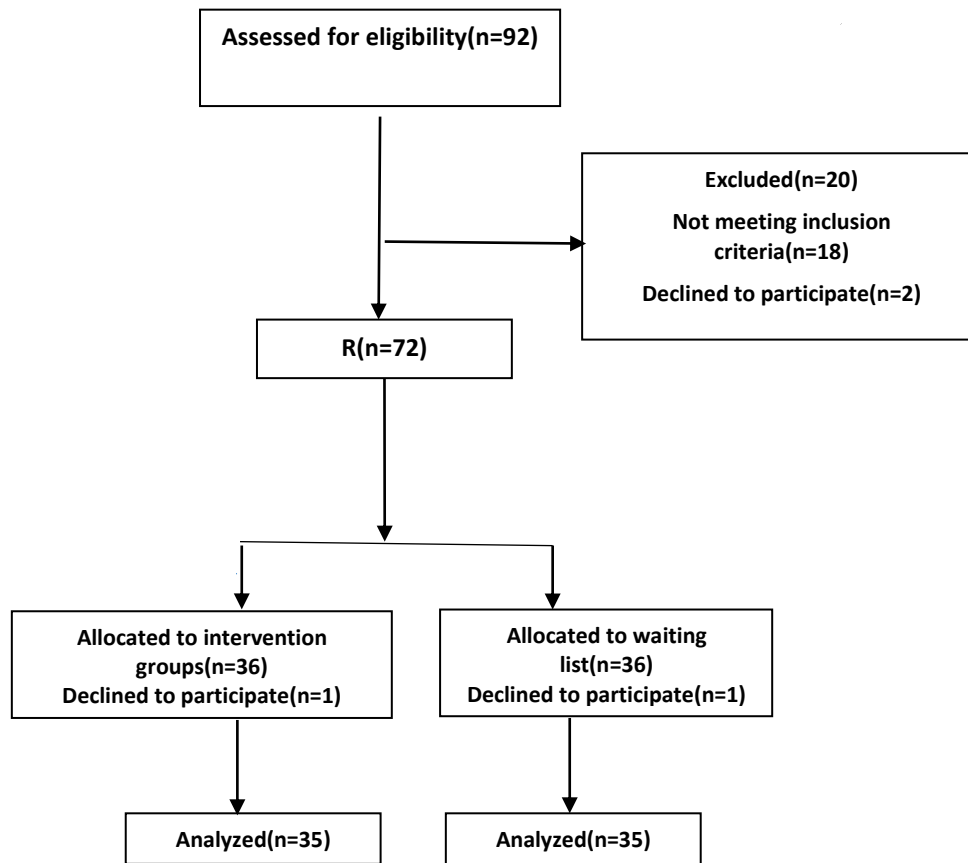 Assessed for eligibility(n=92)
Excluded(n=20)
Not meeting inclusion
criteria(n=18)
Declined to participate(n=2)
R(n=72)
Allocated to intervention
groups(n=36)
Declined to participate(n=1)
Allocated to waiting
list(n=36)
Declined to participate(n=1)
Analyzed(n=35)
Analyzed(n=35)